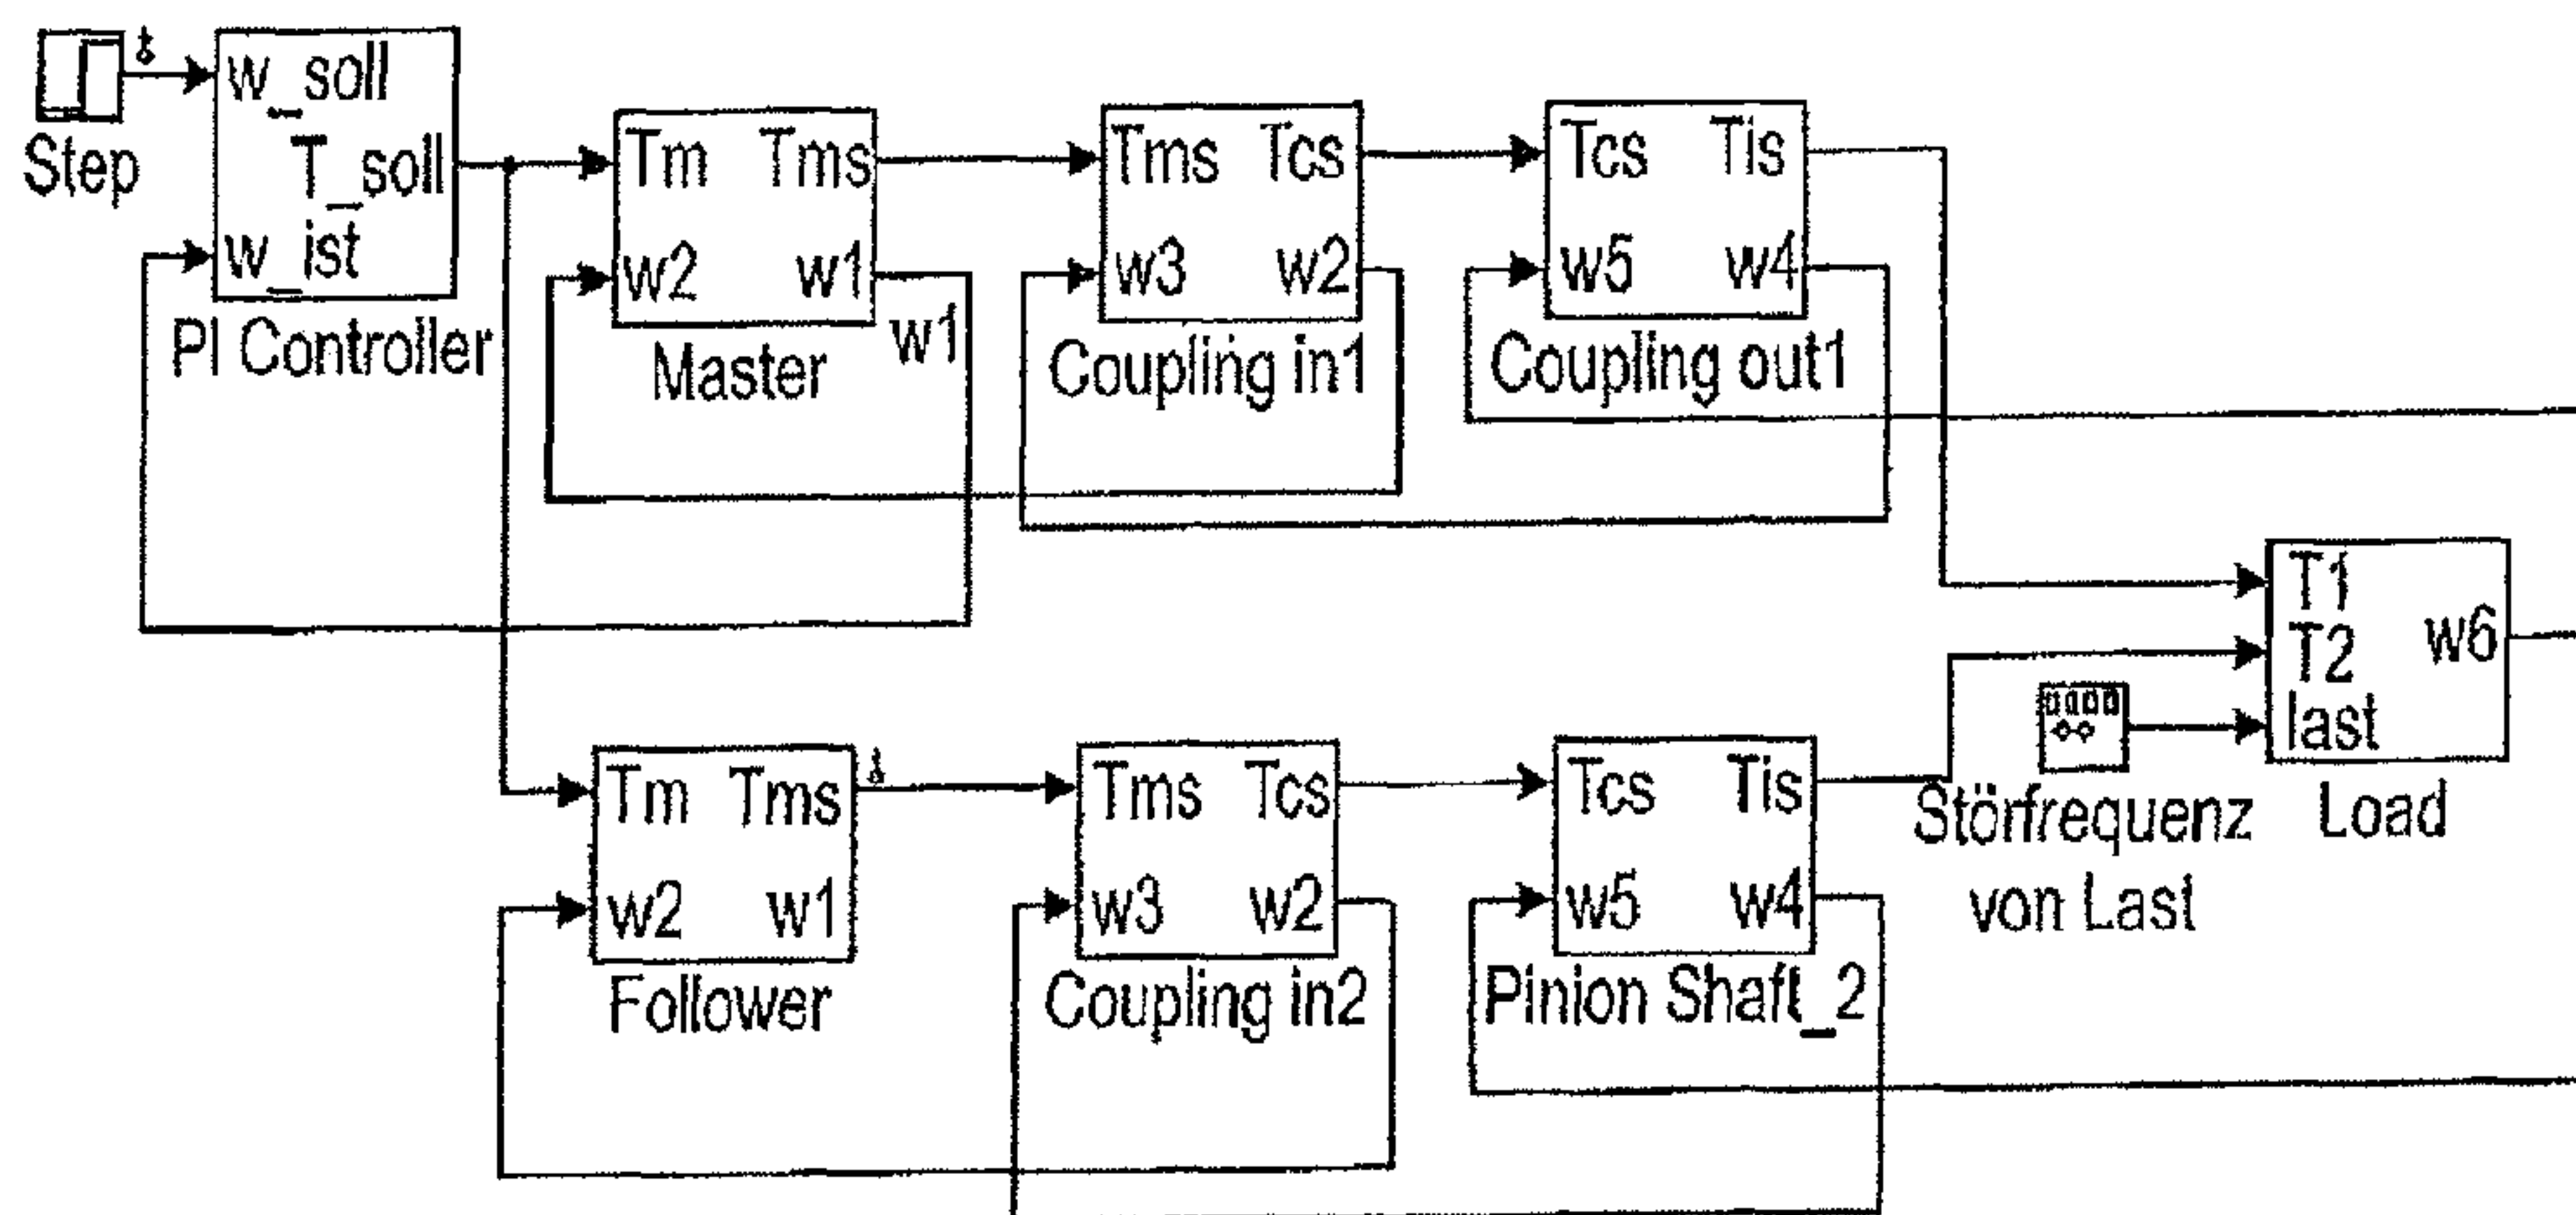 w_soll
T_soll
w_ist
Step
PI Controller
Tm Tms
w2 w1
w1
Master
Tms Tcs
w3 w2
Coupling in1
Tcs Tis
w5 w4
Coupling out1
T1
T2 w6
last
Load
Störfrequenz
von Last
Tm Tms
w2 w1
Follower
Tms Tcs
w3 w2
Coupling in2
Tcs Tis
w5 w4
Pinion Shaft_2